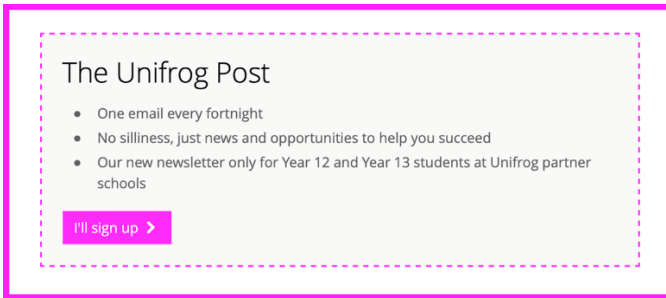 The Unifrog Post
• One email every fortnight
• No silliness, just news and opportunities to help you succeed
• Our new newsletter only for Year 12 and Year 13 students at Unifrog partner
schools
I'll sign up